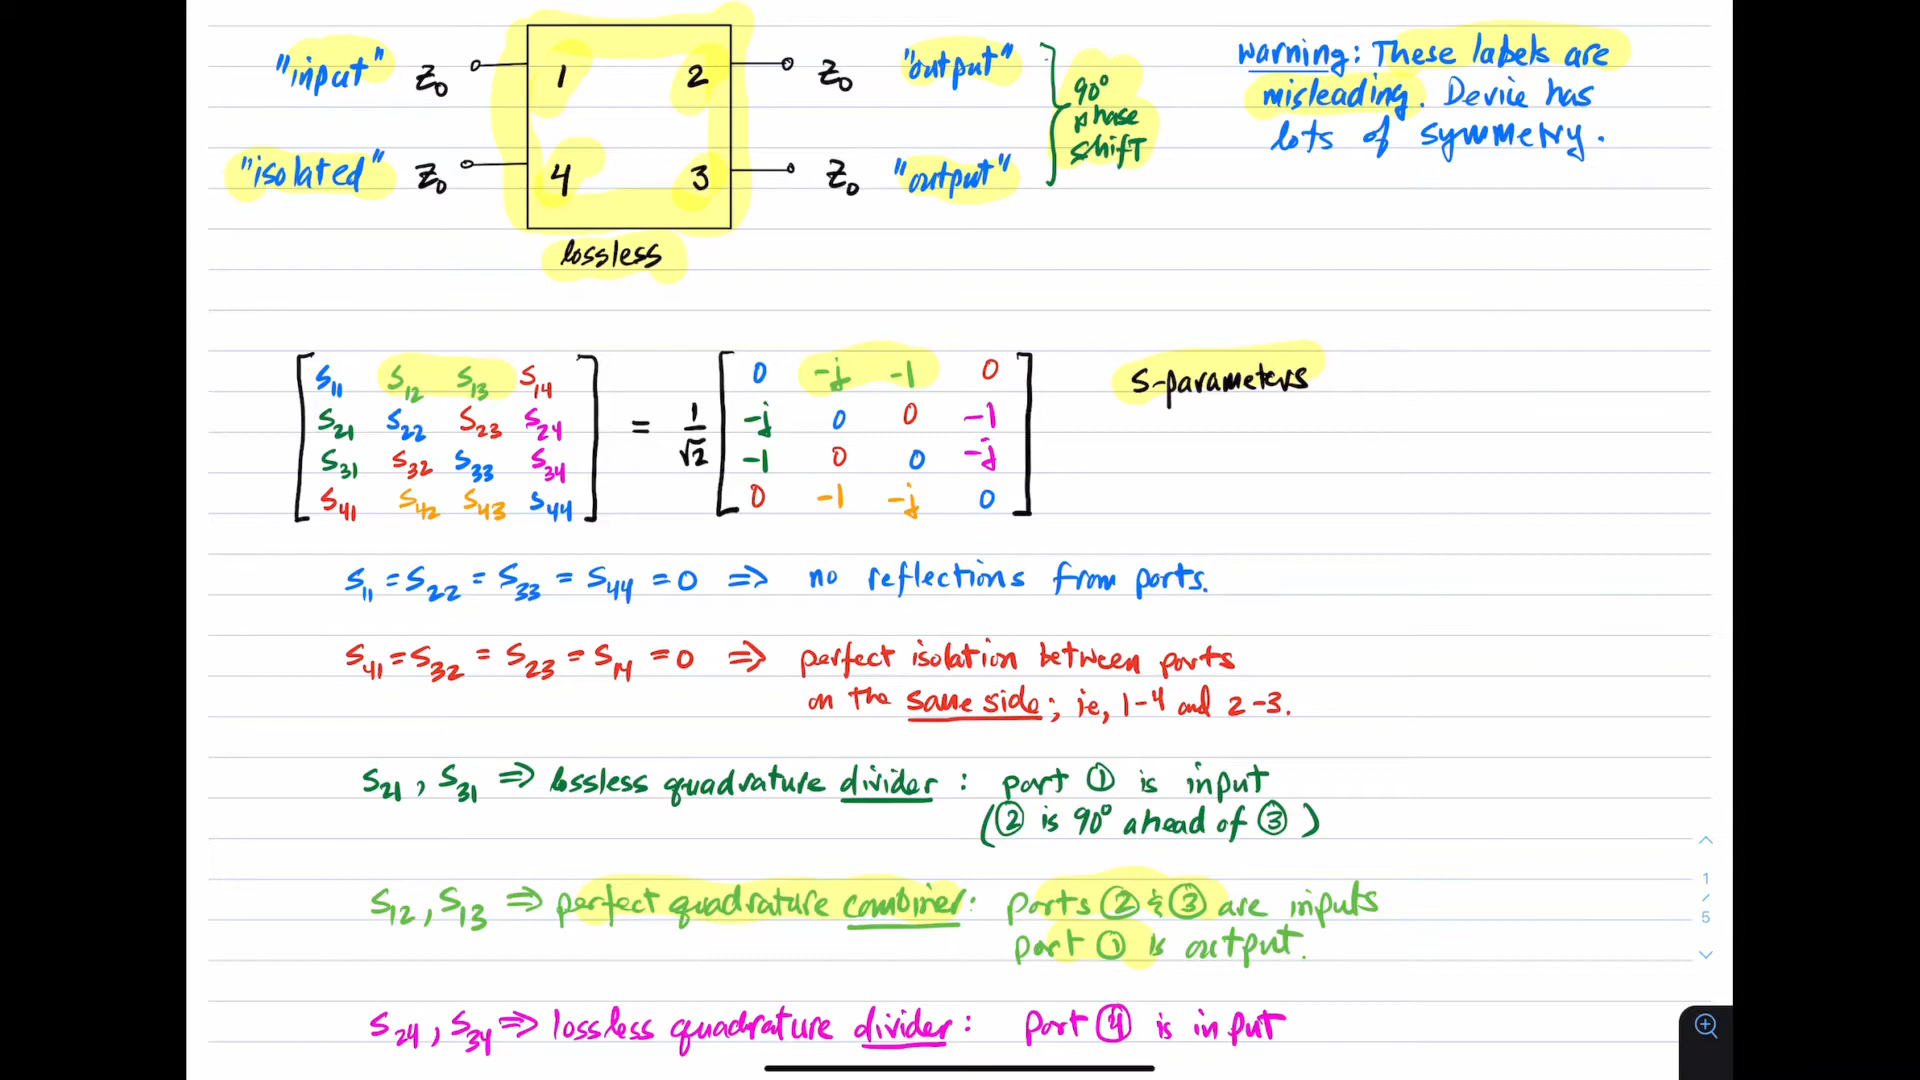 "input" Z0 1 2 Z0 "output"
90°
phase
shift
"isolated" Z0 4 3 Z0 "output"
lossless
warning: These labels are
misleading. Device has
lots of symmetry.
S11 S12 S13 S14
S21 S22 S23 S24
S31 S32 S33 S34
S41 S42 S43 S44
= 1/√2
0 -j -1 0
-j 0 0 -1
-1 0 0 -j
0 -1 -j 0
S-parameters
S11 = S22 = S33 = S44 = 0 => no reflections from ports.
S41 = S32 = S23 = S14 = 0 => perfect isolation between ports
on the same side; ie, 1-4 and 2-3.
S21, S31 => lossless quadrature divider: port ① is input
(② is 90° ahead of ③)
S12, S13 => perfect quadrature combiner: ports ② & ③ are inputs
port ① is output.
S24, S34 => lossless quadrature divider: port ④ is input
1
/
5